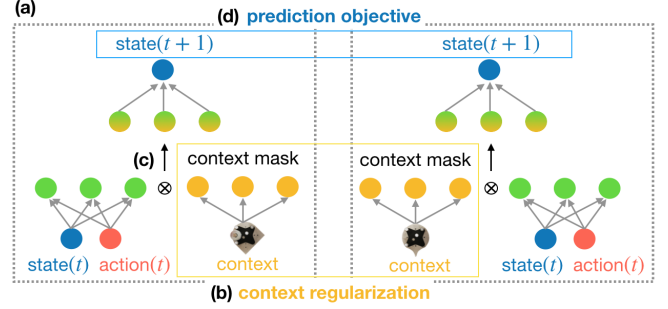 (a)
(d) prediction objective
state(t + 1)
state(t + 1)
(c)
context mask
context mask
⊗
⊗
state(t)
action(t)
context
context
state(t)
action(t)
(b) context regularization